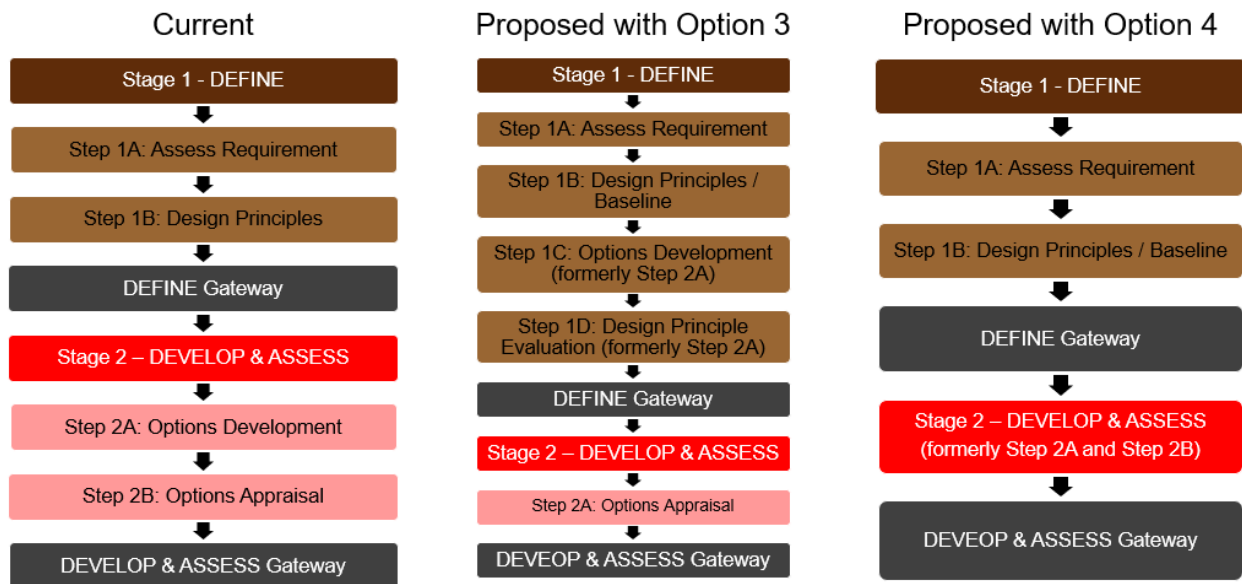 Current
Stage 1 - DEFINE
Step 1A: Assess Requirement
Step 1B: Design Principles
DEFINE Gateway
Stage 2 – DEVELOP & ASSESS
Step 2A: Options Development
Step 2B: Options Appraisal
DEVELOP & ASSESS Gateway
Proposed with Option 3
Stage 1 - DEFINE
Step 1A: Assess Requirement
Step 1B: Design Principles /
Baseline
Step 1C: Options Development
(formerly Step 2A)
Step 1D: Design Principle
Evaluation (formerly Step 2A)
DEFINE Gateway
Stage 2 – DEVELOP & ASSESS
Step 2A: Options Appraisal
DEVEOP & ASSESS Gateway
Proposed with Option 4
Stage 1 - DEFINE
Step 1A: Assess Requirement
Step 1B: Design Principles / Baseline
DEFINE Gateway
Stage 2 – DEVELOP & ASSESS
(formerly Step 2A and Step 2B)
DEVEOP & ASSESS Gateway